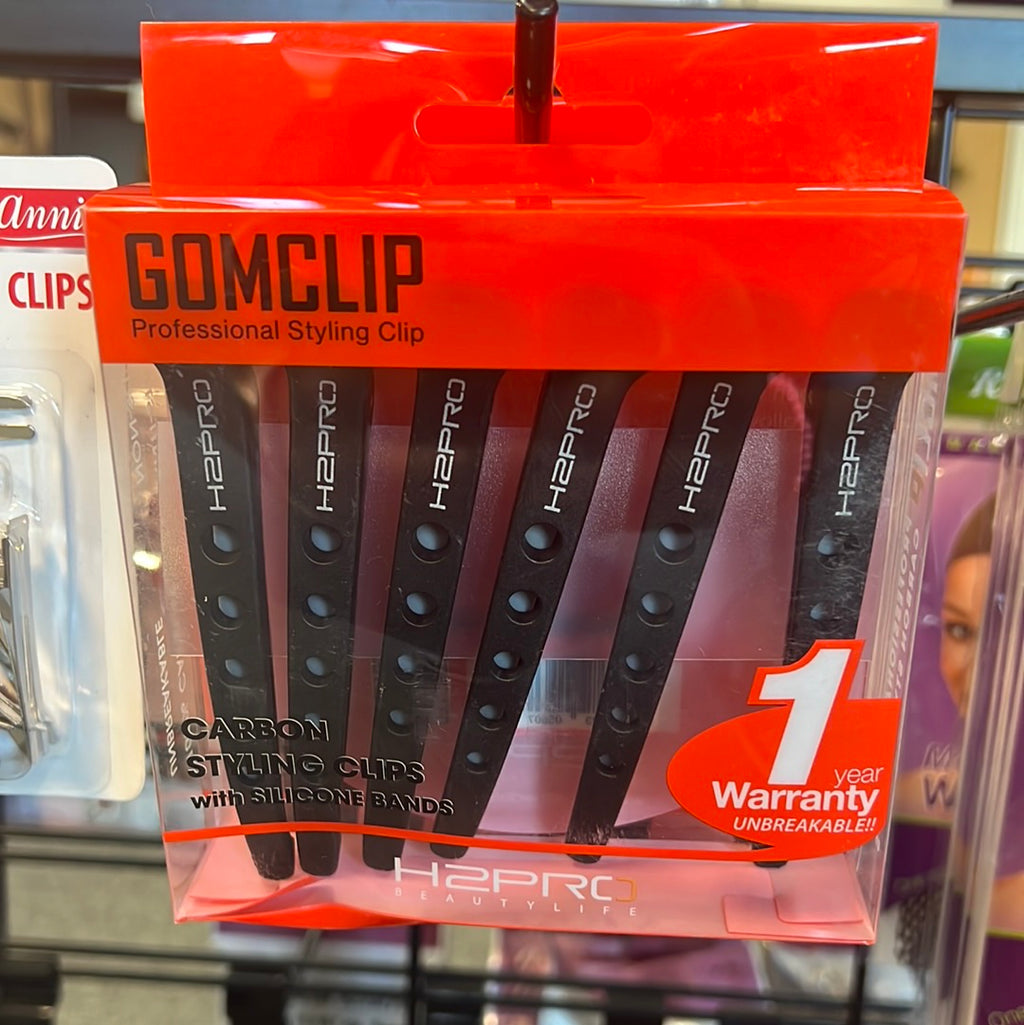 GOMCLIP
Professional Styling Clip
H2PRO
H2PRO
H2PRO
H2PRO
H2PRO
H2PRO
CARBON
STYLING CLIPS
with SILICONE BANDS
1
year
Warranty
UNBREAKABLE!!
H2PRO
BEAUTYLIFE
UNBREAKABLE
CLIPS